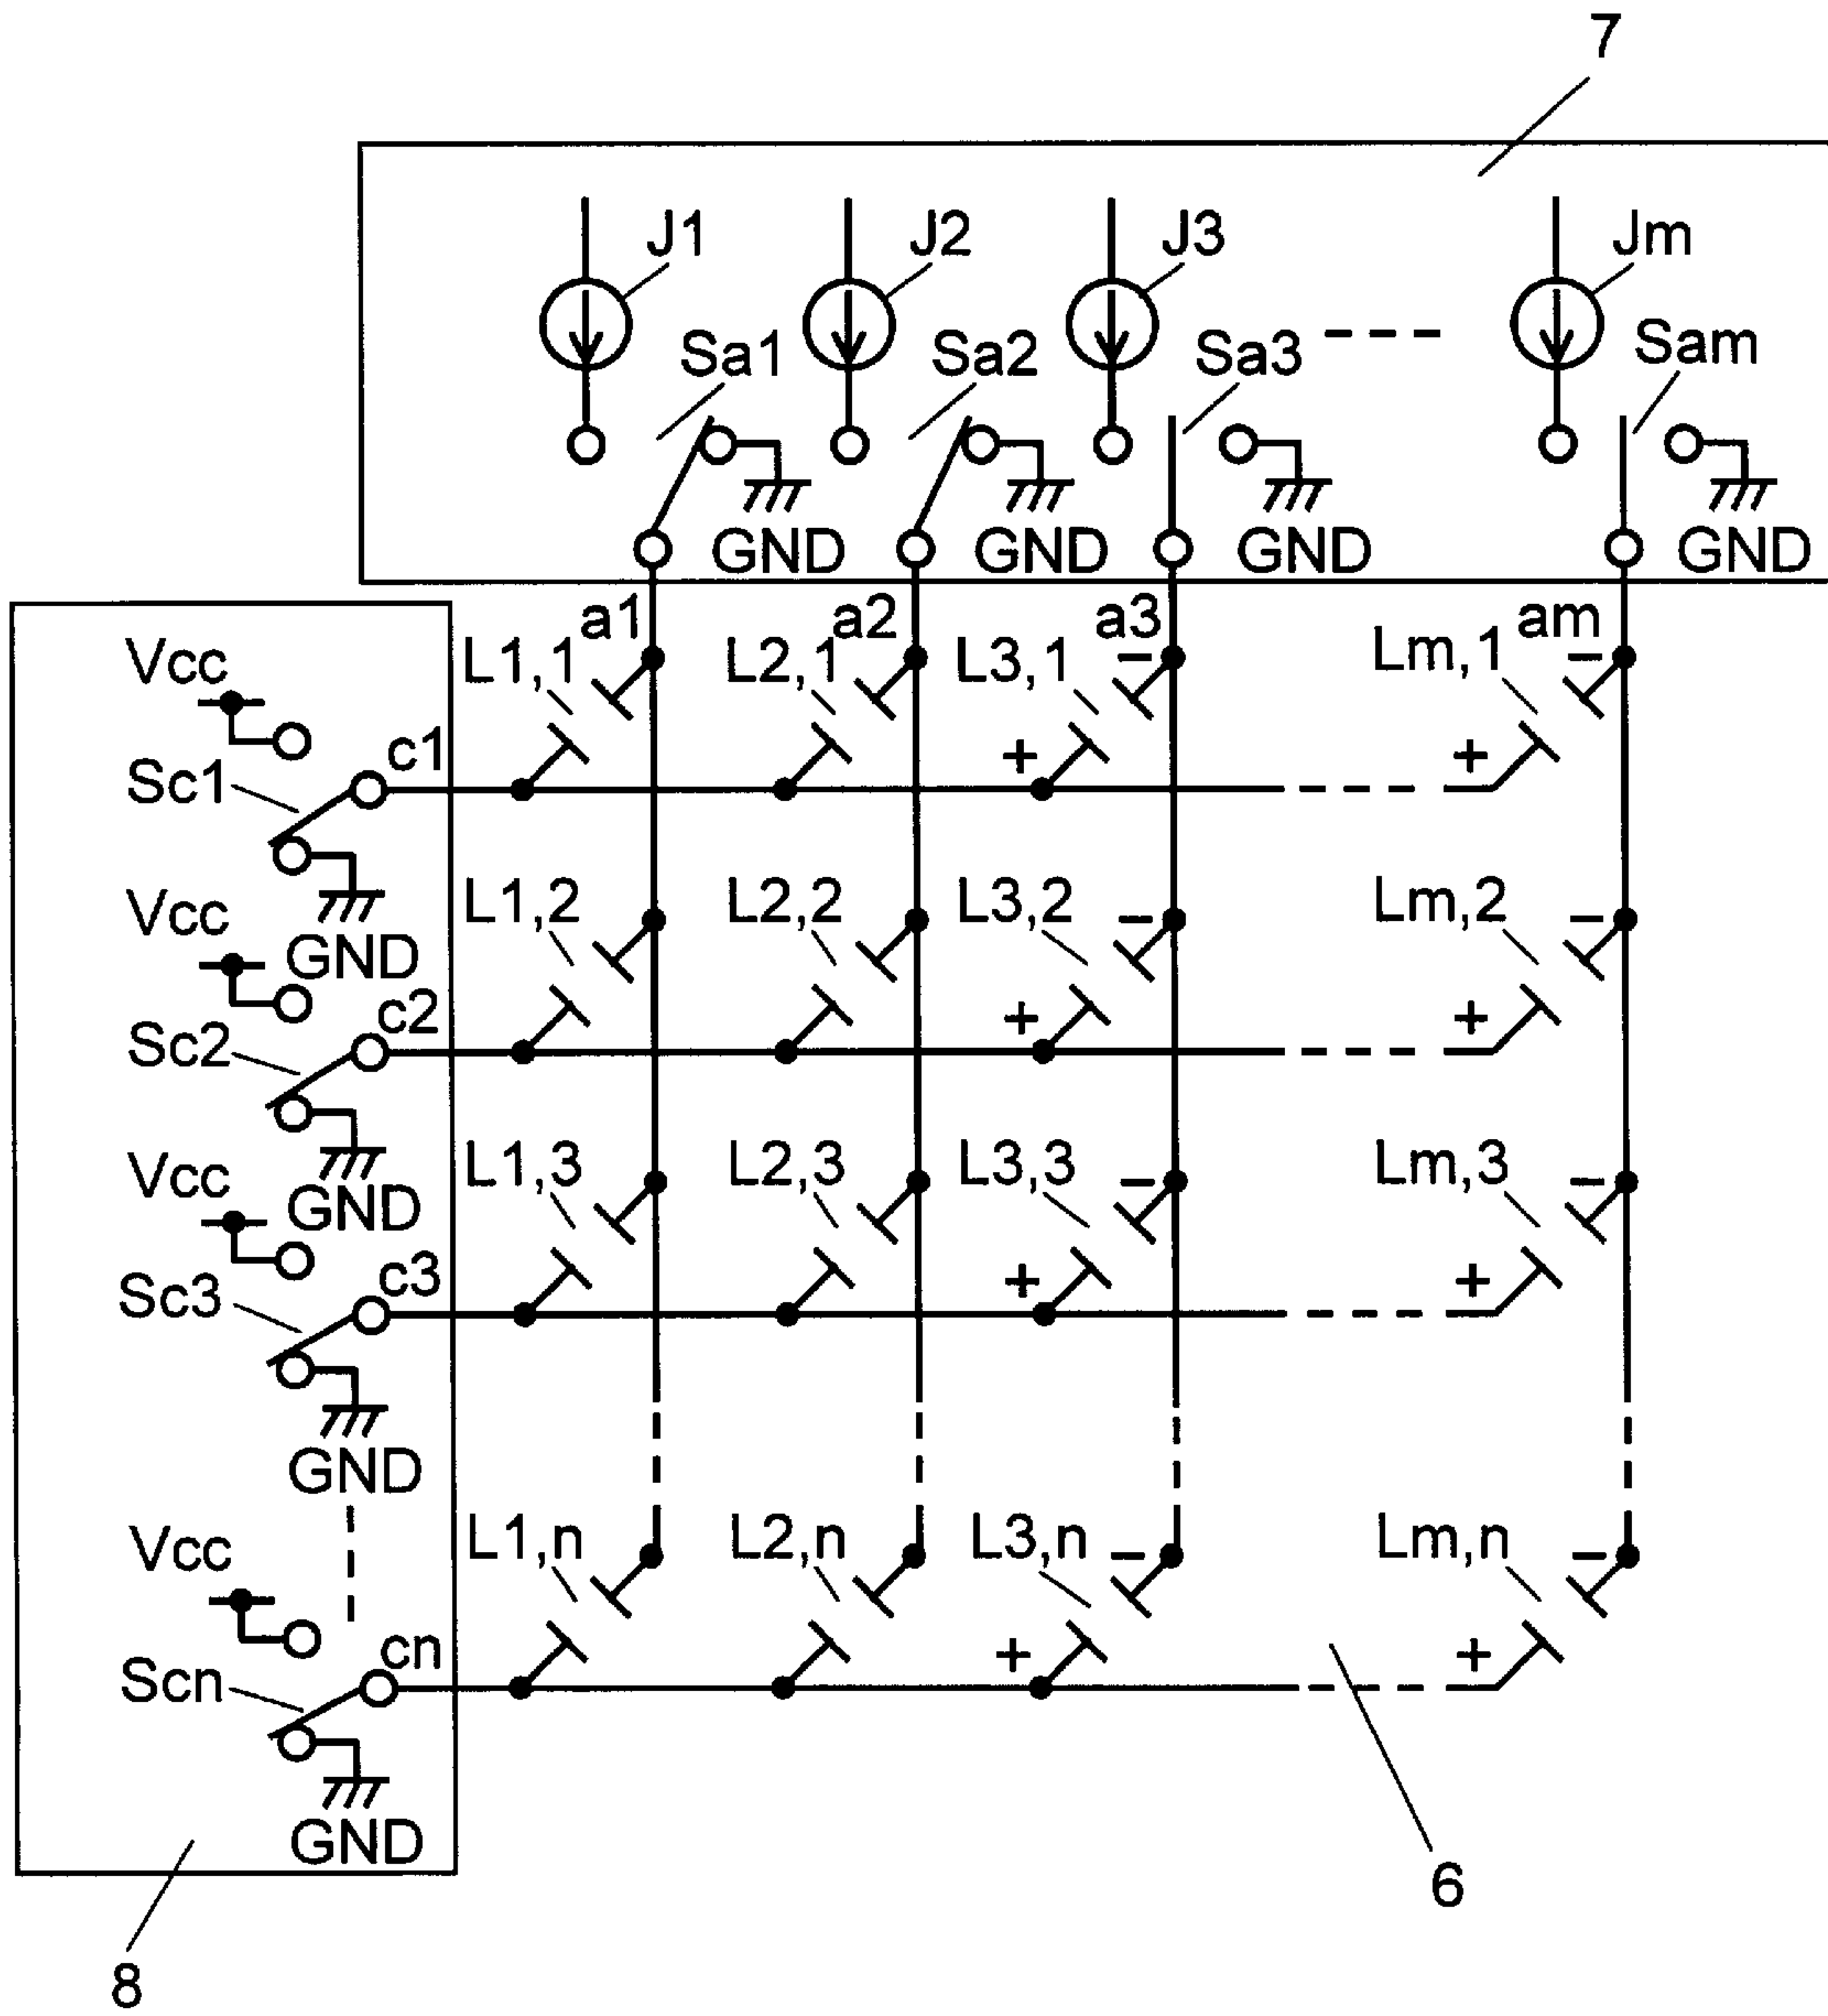 7
J1 J2 J3 Jm
Sa1 Sa2 Sa3 Sam
GND GND GND GND
a1 a2 a3 am
Vcc L1,1 L2,1 L3,1 − Lm,1 −
Sc1 c1 + +
Vcc L1,2 L2,2 L3,2 − Lm,2 −
GND
Sc2 c2 + +
Vcc L1,3 L2,3 L3,3 − Lm,3 −
GND
Sc3 c3 + +
GND
Vcc L1,n L2,n L3,n − Lm,n −
Scn cn + +
GND
6
8